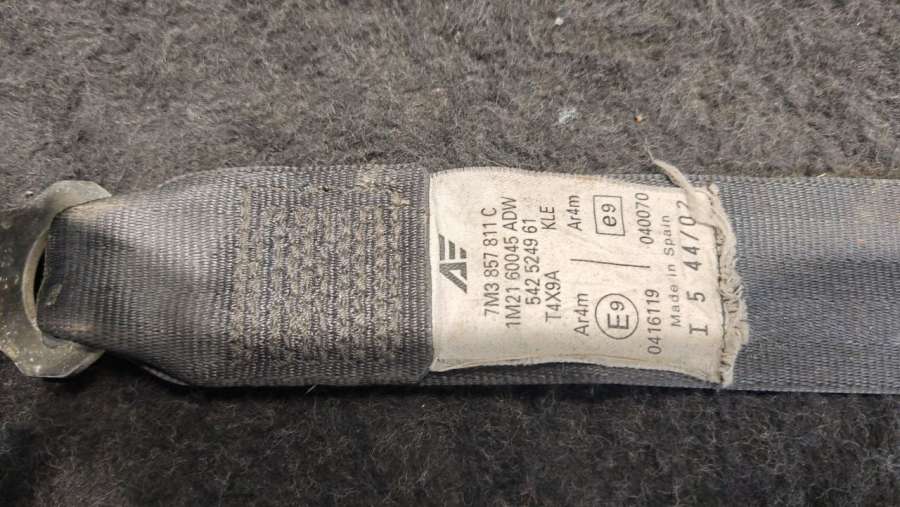 AF
7M3 857 811 C
1M21 60045 ADW
542 5249 61
T4X9A KLE
Ar4m Ar4m
E9 e9
0416119 040070
Made in Spain
I 5 44/02